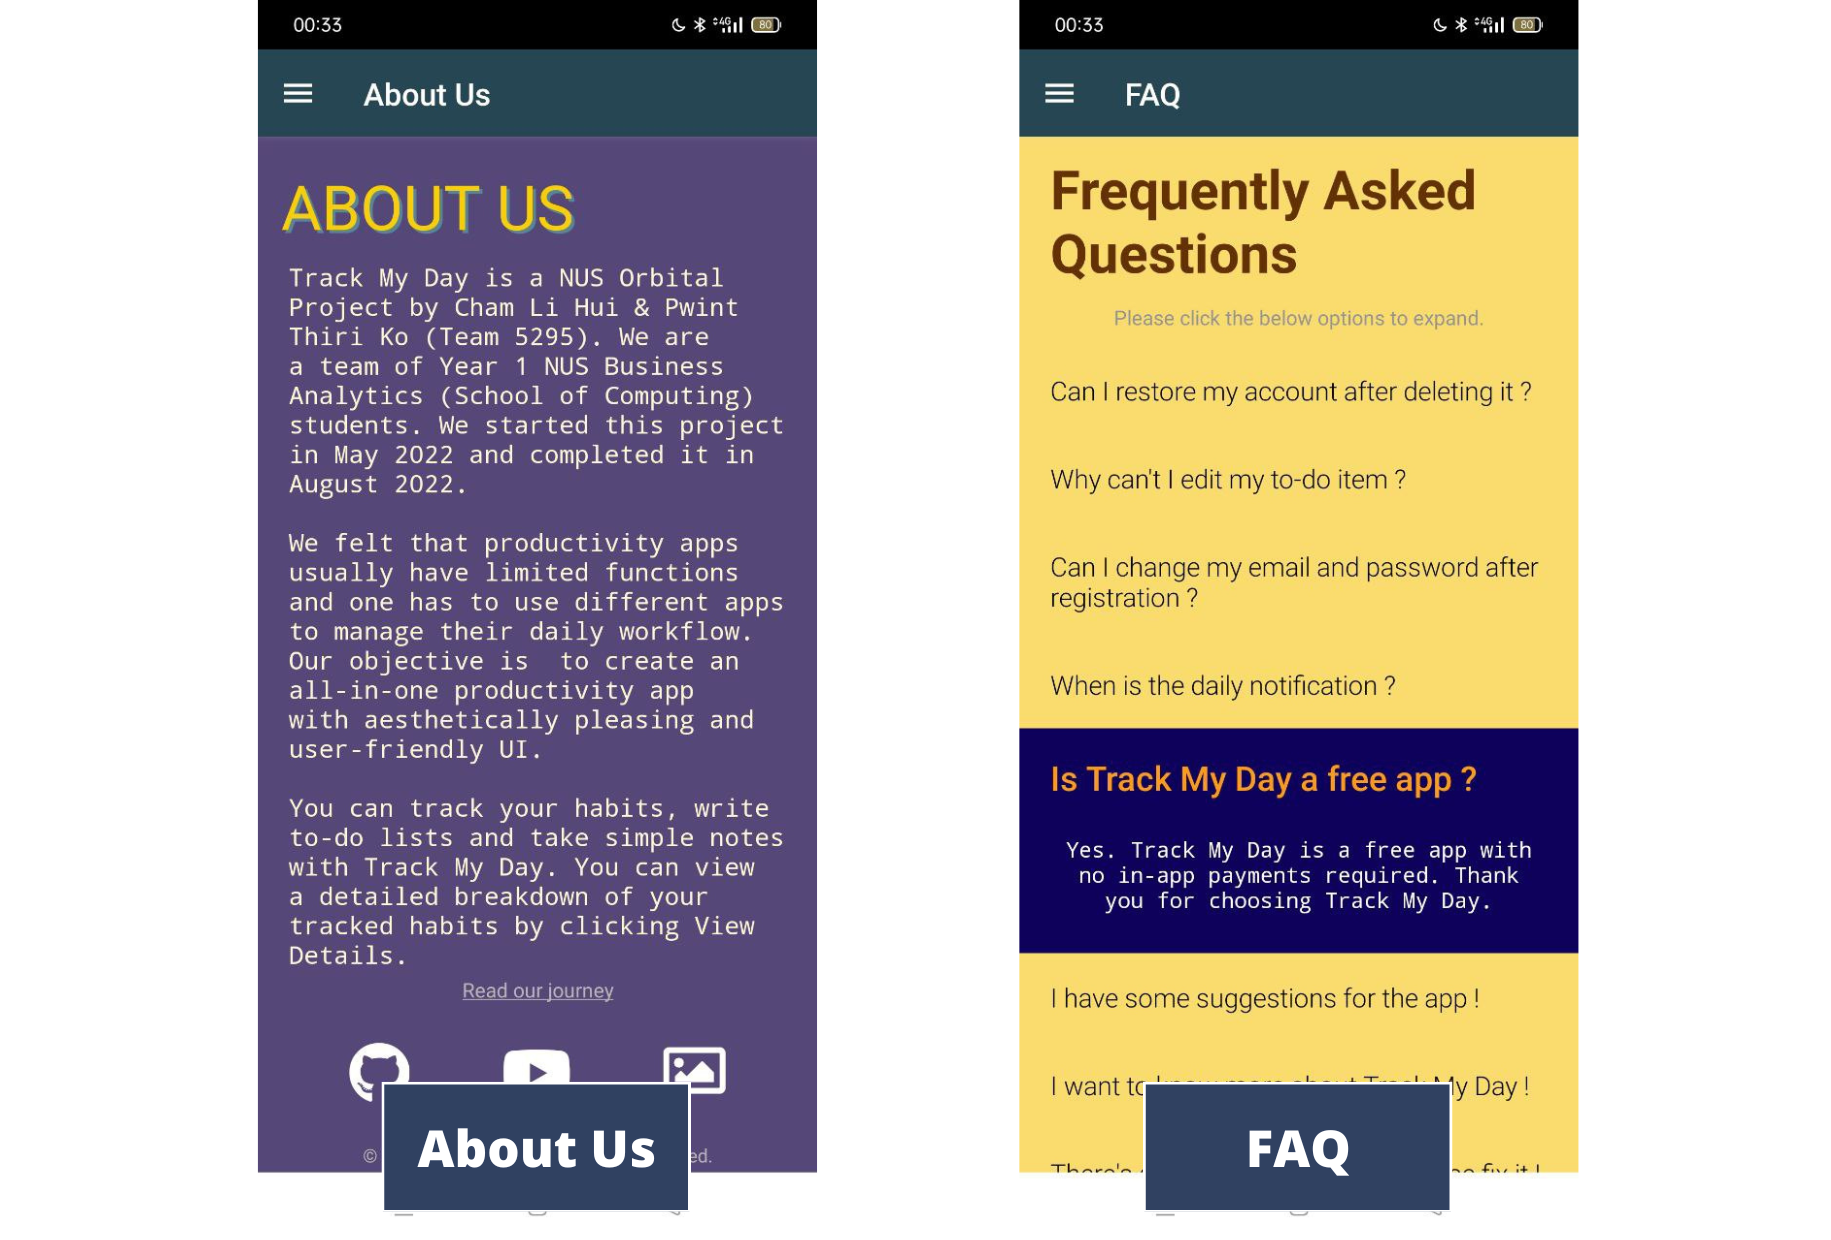 00:33
4G
80
About Us
ABOUT US
Track My Day is a NUS Orbital
Project by Cham Li Hui & Pwint
Thiri Ko (Team 5295). We are
a team of Year 1 NUS Business
Analytics (School of Computing)
students. We started this project
in May 2022 and completed it in
August 2022.
We felt that productivity apps
usually have limited functions
and one has to use different apps
to manage their daily workflow.
Our objective is  to create an
all-in-one productivity app
with aesthetically pleasing and
user-friendly UI.
You can track your habits, write
to-do lists and take simple notes
with Track My Day. You can view
a detailed breakdown of your
tracked habits by clicking View
Details.
Read our journey
©
ed.
About Us
00:33
4G
80
FAQ
Frequently Asked
Questions
Please click the below options to expand.
Can I restore my account after deleting it ?
Why can't I edit my to-do item ?
Can I change my email and password after
registration ?
When is the daily notification ?
Is Track My Day a free app ?
Yes. Track My Day is a free app with
no in-app payments required. Thank
you for choosing Track My Day.
I have some suggestions for the app !
I want to know more about Track My Day !
There's fix it !
FAQ